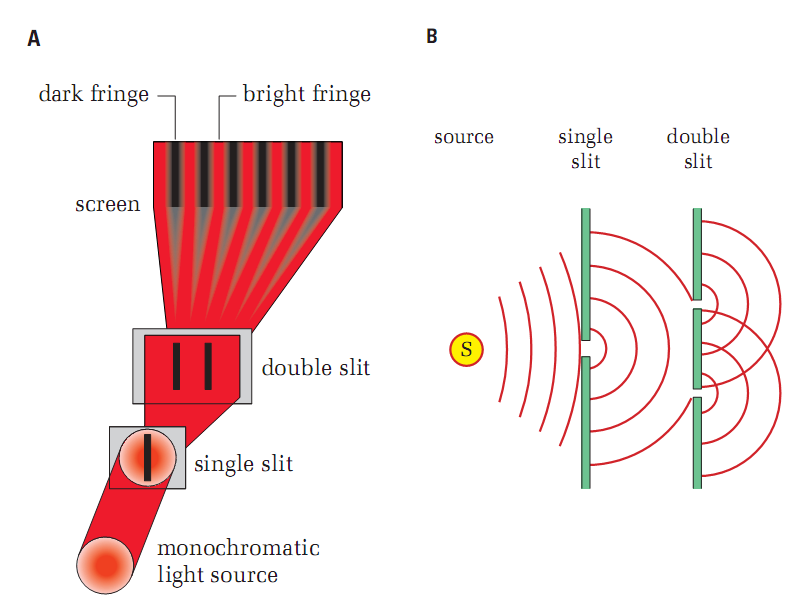 A
dark fringe
bright fringe
screen
double slit
single slit
monochromatic
light source
B
source
single
slit
double
slit
S